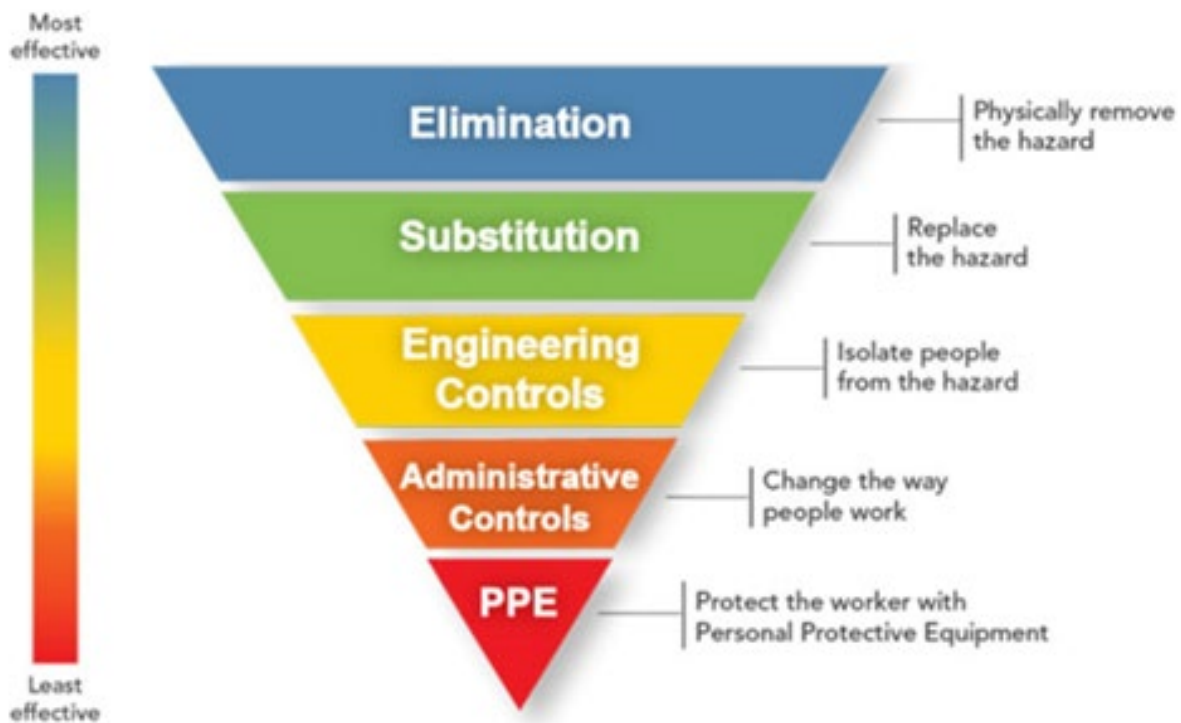 Most
effective
Elimination
Physically remove
the hazard
Substitution
Replace
the hazard
Engineering
Controls
Isolate people
from the hazard
Administrative
Controls
Change the way
people work
PPE
Protect the worker with
Personal Protective Equipment
Least
effective